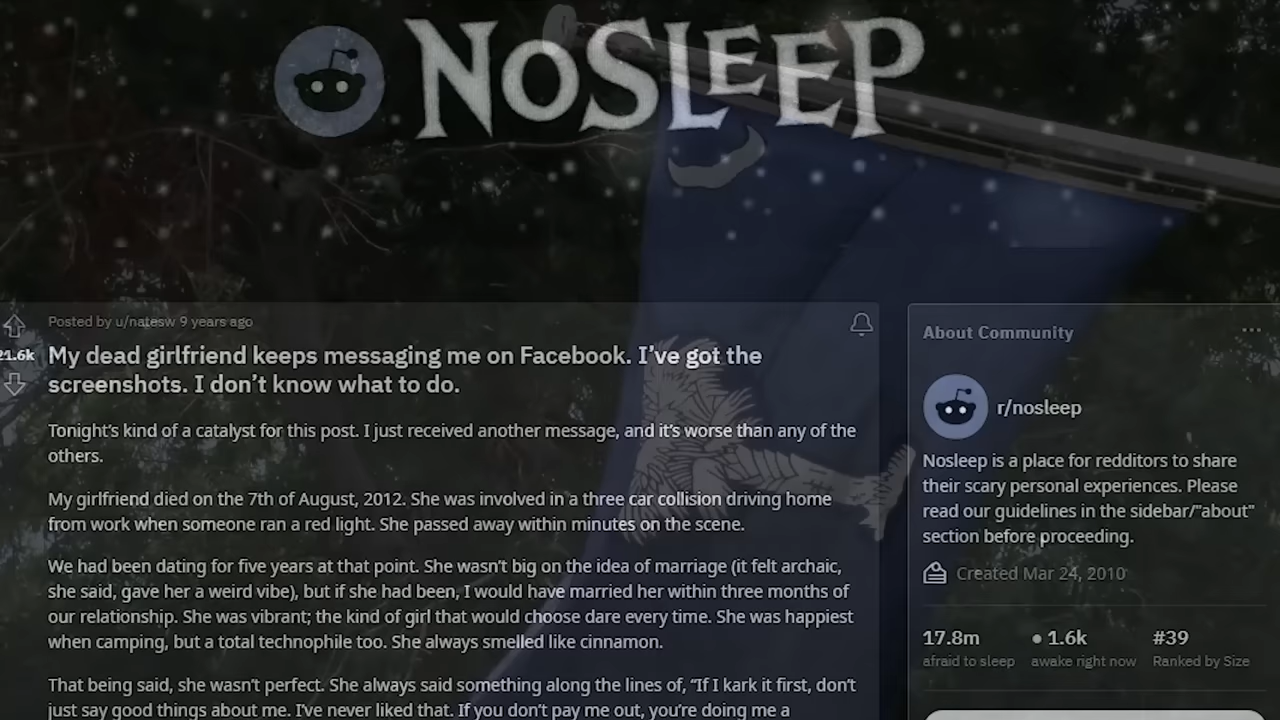 NOSLEEP
Posted by u/natesw 9 years ago
21.6k
My dead girlfriend keeps messaging me on Facebook. I've got the
screenshots. I don't know what to do.
Tonight's kind of a catalyst for this post. I just received another message, and it's worse than any of the
others.
My girlfriend died on the 7th of August, 2012. She was involved in a three car collision driving home
from work when someone ran a red light. She passed away within minutes on the scene.
We had been dating for five years at that point. She wasn't big on the idea of marriage (it felt archaic,
she said, gave her a weird vibe), but if she had been, I would have married her within three months of
our relationship. She was vibrant; the kind of girl that would choose dare every time. She was happiest
when camping, but a total technophile too. She always smelled like cinnamon.
That being said, she wasn't perfect. She always said something along the lines of, "If I kark it first, don't
just say good things about me. I've never liked that. If you don't pay me out, you're doing me a
About Community
r/nosleep
Nosleep is a place for redditors to share
their scary personal experiences. Please
read our guidelines in the sidebar/"about"
section before proceeding.
Created Mar 24, 2010
17.8m 1.6k #39
afraid to sleep awake right now Ranked by Size